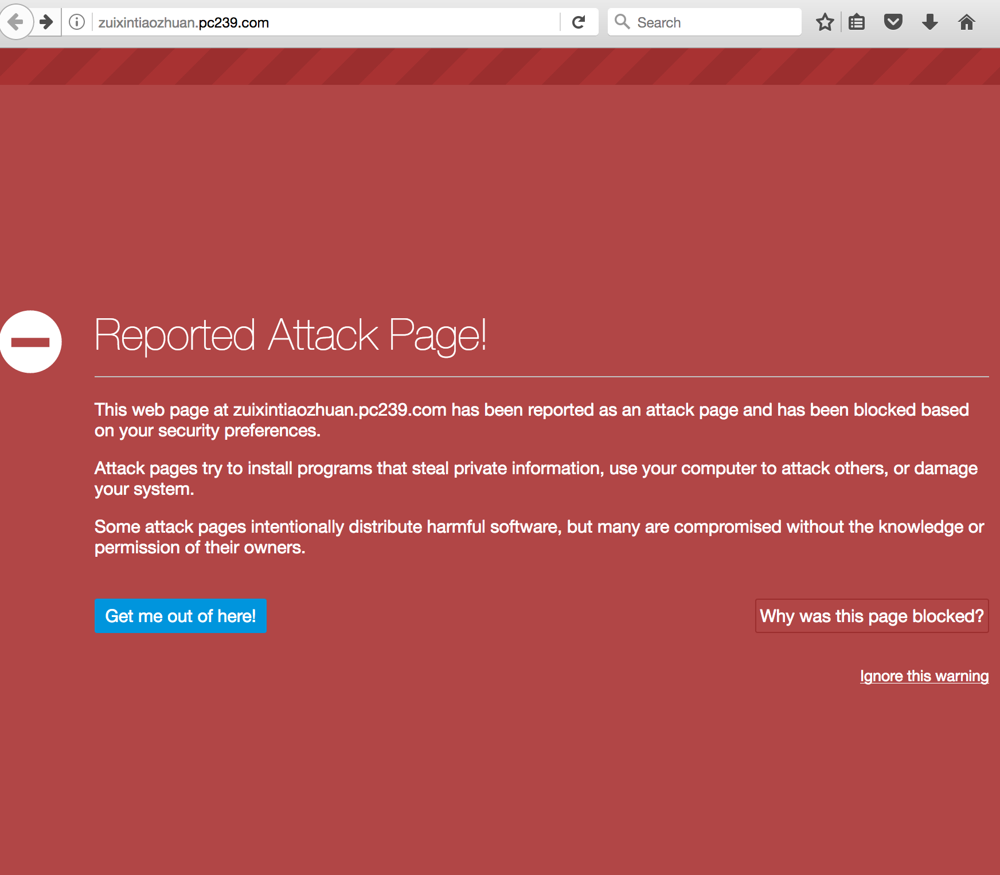 zuixintiaozhuan.pc239.com
Search
Reported Attack Page!
This web page at zuixintiaozhuan.pc239.com has been reported as an attack page and has been blocked based
on your security preferences.
Attack pages try to install programs that steal private information, use your computer to attack others, or damage
your system.
Some attack pages intentionally distribute harmful software, but many are compromised without the knowledge or
permission of their owners.
Get me out of here!
Why was this page blocked?
Ignore this warning